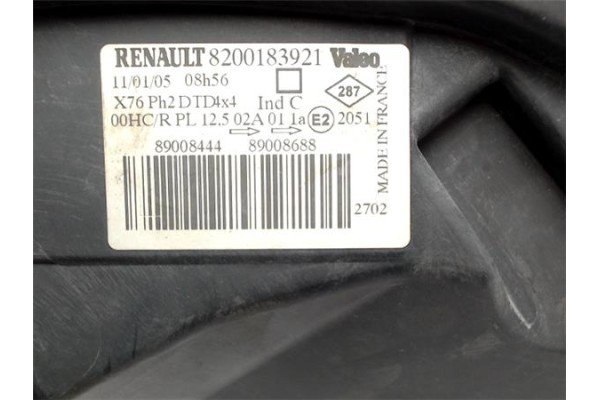 RENAULT 8200183921 Valeo
11/01/05 08h56
287
X76 Ph2 DTD4x4 Ind C
00HC/R PL 12.5 02A 01 1a E2 2051
89008444 89008688
2702
MADE IN FRANCE